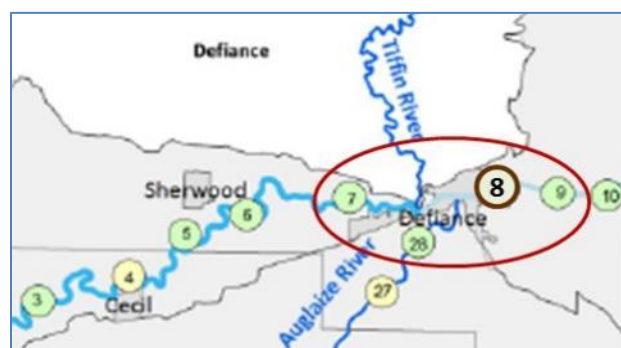 Defiance
Tiffin River
Sherwood
7
8
9
10
6
Defiance
5
28
4
27
3
Cecil
Auglaize River